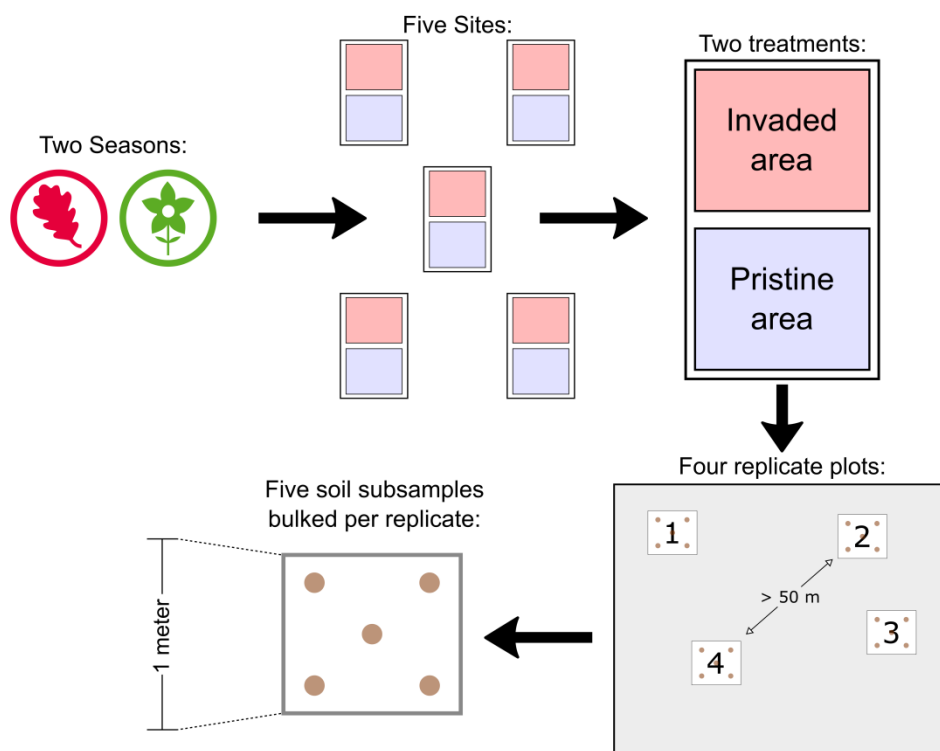 Five Sites:
Two treatments:
Two Seasons:
Invaded
area
Pristine
area
Four replicate plots:
Five soil subsamples
bulked per replicate:
1 meter
1
2
> 50 m
3
4